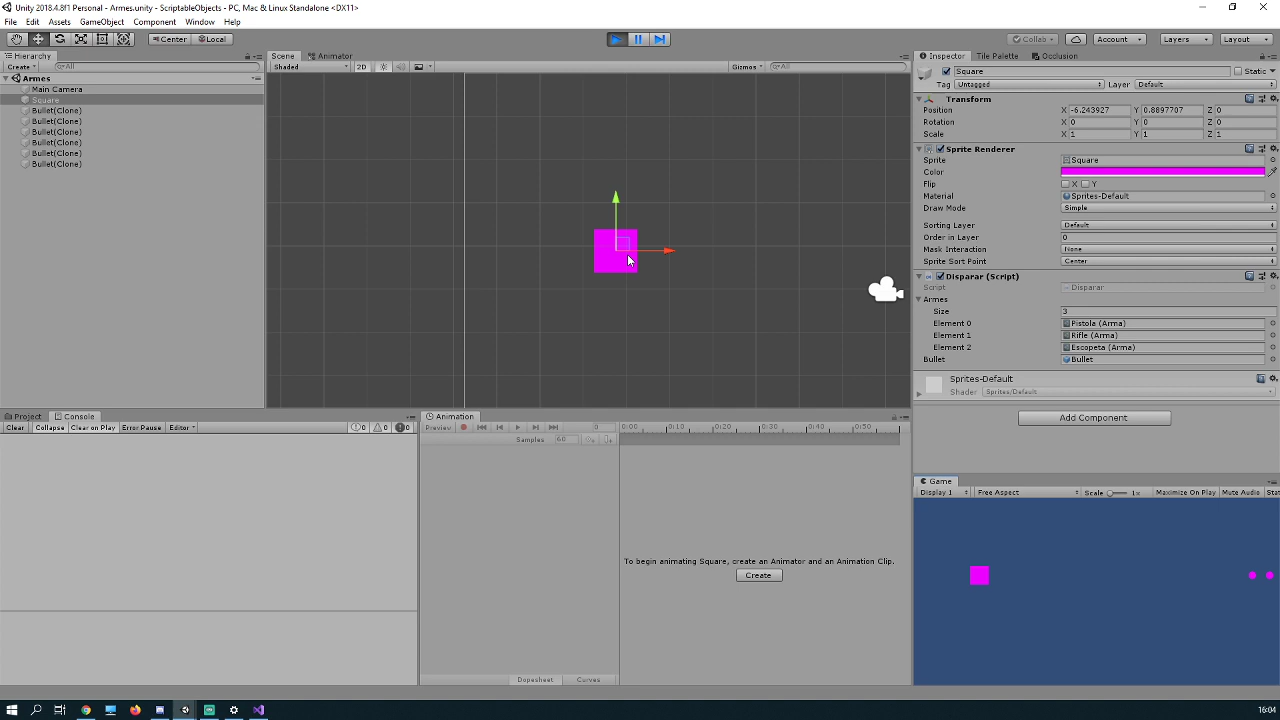 Unity 2018.4.8f1 Personal - Armes.unity - ScriptableObjects - PC, Mac & Linux Standalone <DX11>
File Edit Assets GameObject Component Window Help
Center Local Collab Account Layers Layout
Hierarchy
Create All
Armes
Main Camera
Square
Bullet(Clone)
Bullet(Clone)
Bullet(Clone)
Bullet(Clone)
Bullet(Clone)
Bullet(Clone)
Scene Animator
Shaded 2D Gizmos All
Inspector Tile Palette Occlusion
Square Static
Tag Untagged Layer Default
Transform
Position X -6.243927 Y 0.8897707 Z 0
Rotation X 0 Y 0 Z 0
Scale X 1 Y 1 Z 1
Sprite Renderer
Sprite Square
Color
Flip X Y
Material Sprites-Default
Draw Mode Simple
Sorting Layer Default
Order in Layer 0
Mask Interaction None
Sprite Sort Point Center
Disparar (Script)
Script Disparar
Armes
Size 3
Element 0 Pistola (Arma)
Element 1 Rifle (Arma)
Element 2 Escopeta (Arma)
Bullet Bullet
Sprites-Default
Shader Sprites/Default
Add Component
Project Console
Clear Collapse Clear on Play Error Pause Editor 0 0 0
Animation
Preview 0 0:00 0:10 0:20 0:30 0:40 0:50
Samples 60
To begin animating Square, create an Animator and an Animation Clip.
Create
Dopesheet Curves
Game
Display 1 Free Aspect Scale 1x Maximize On Play Mute Audio Stat
16:04